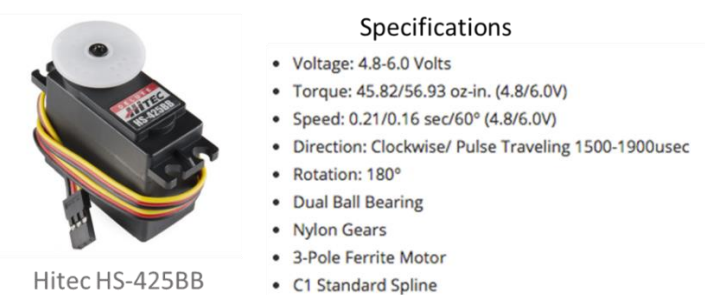 Specifications
DELUXE
HITEC
HS-425BB
Hitec HS-425BB
• Voltage: 4.8-6.0 Volts
• Torque: 45.82/56.93 oz-in. (4.8/6.0V)
• Speed: 0.21/0.16 sec/60° (4.8/6.0V)
• Direction: Clockwise/ Pulse Traveling 1500-1900usec
• Rotation: 180°
• Dual Ball Bearing
• Nylon Gears
• 3-Pole Ferrite Motor
• C1 Standard Spline